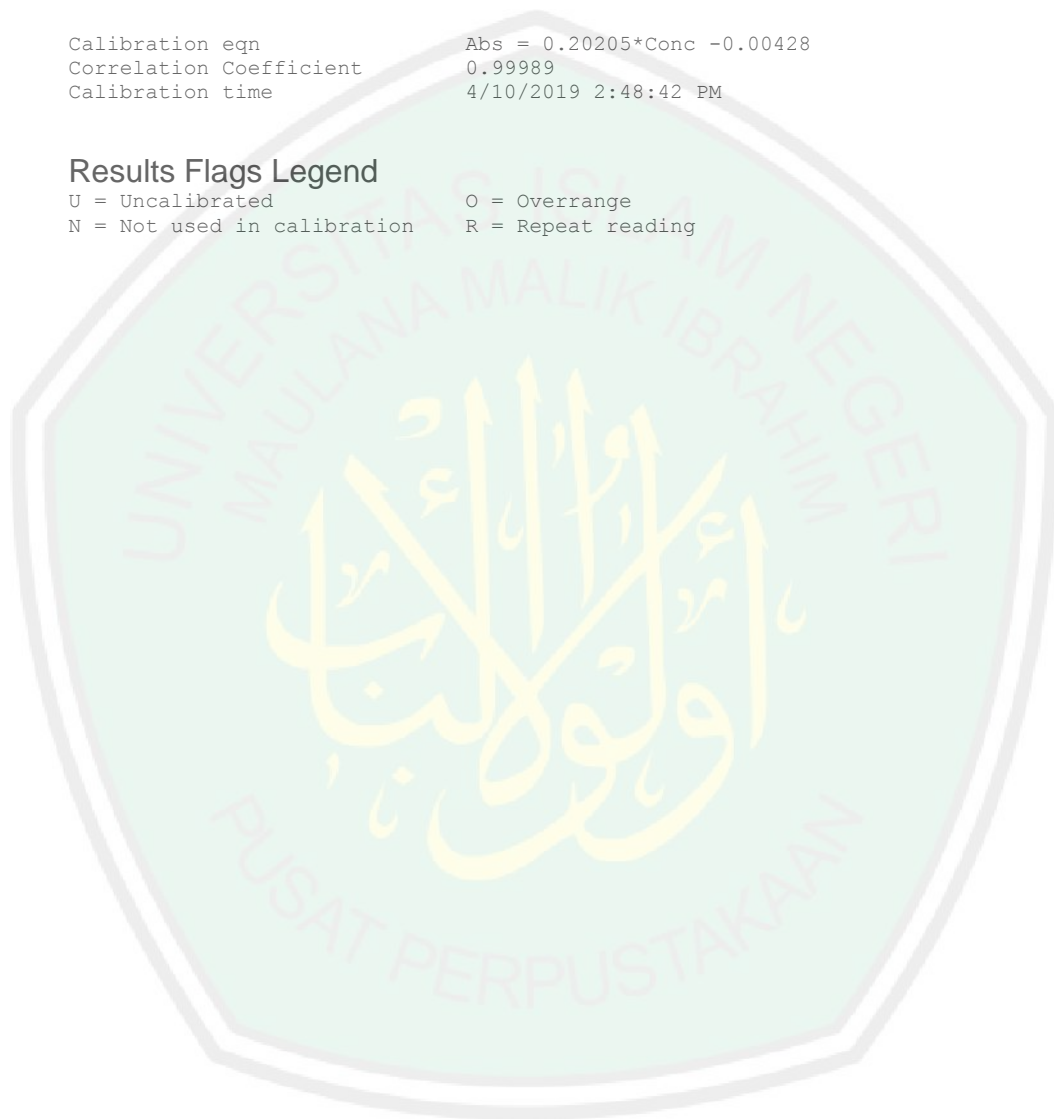 Calibration eqn Abs = 0.20205*Conc -0.00428
Correlation Coefficient 0.99989
Calibration time 4/10/2019 2:48:42 PM
Results Flags Legend
U = Uncalibrated O = Overrange
N = Not used in calibration R = Repeat reading
UNIVERSITAS ISLAM NEGERI
MAULANA MALIK IBRAHIM
أولوا الألباب
PUSAT PERPUSTAKAAN